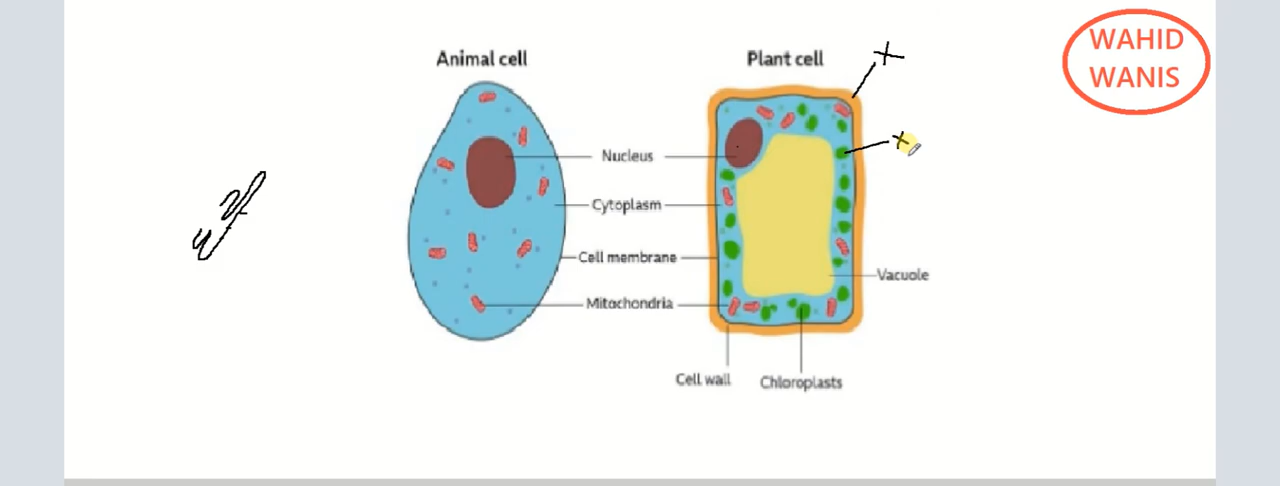 WAHID
WANIS
Animal cell
Plant cell
Nucleus
Cytoplasm
Cell membrane
Mitochondria
Vacuole
Cell wall
Chloroplasts